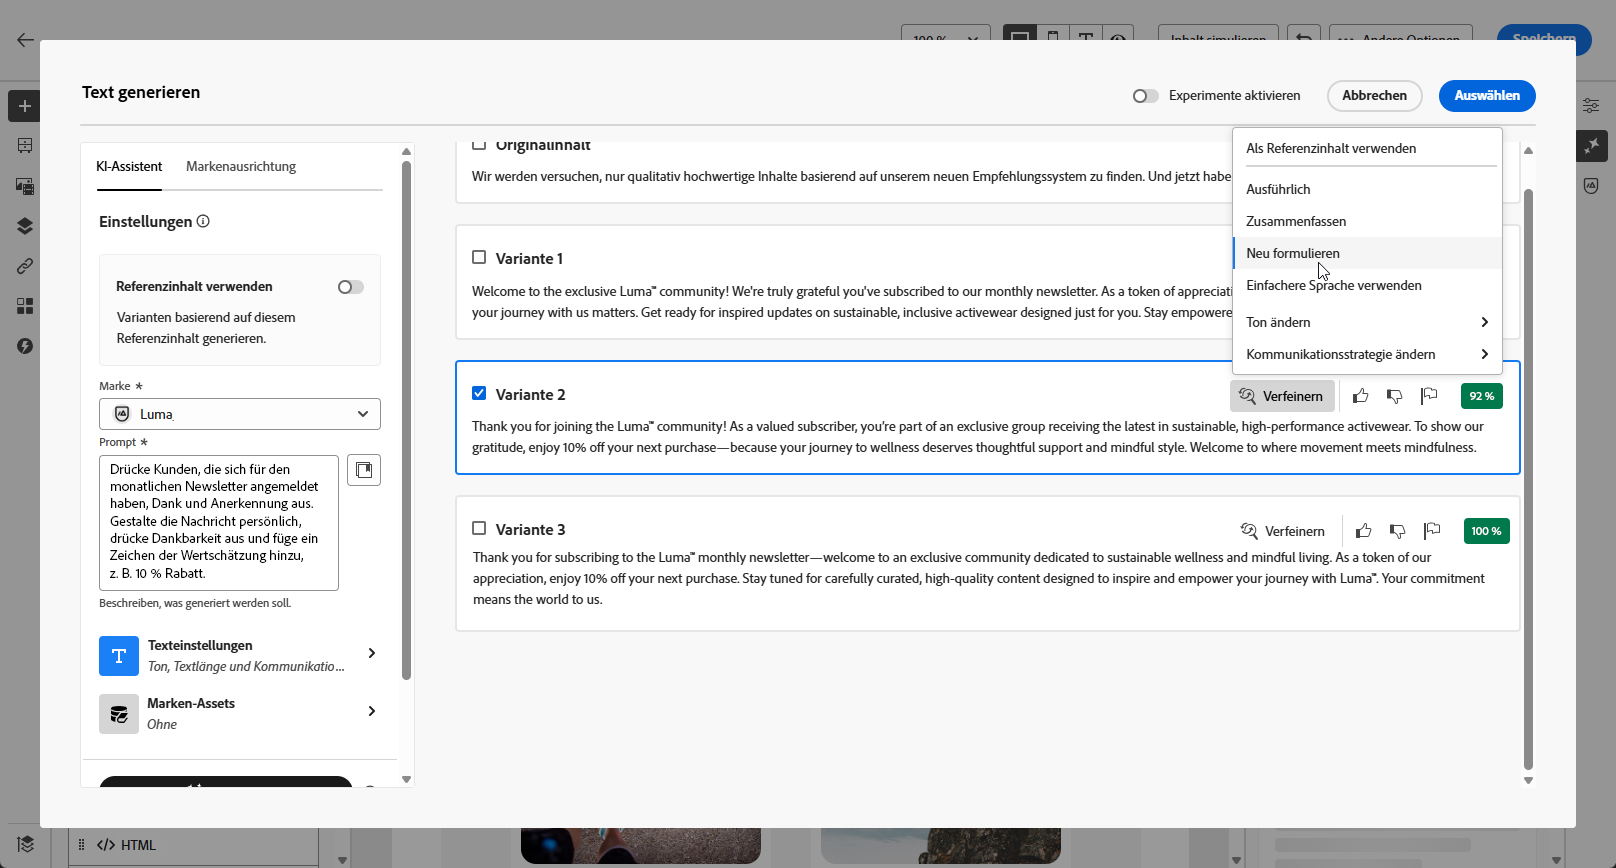 100 %
Inhalt simulieren
Andere Optionen
Speichern
Text generieren
Experimente aktivieren
Abbrechen
Auswählen
KI-Assistent
Markenausrichtung
Einstellungen
Referenzinhalt verwenden
Varianten basierend auf diesem
Referenzinhalt generieren.
Marke *
Luma
Prompt *
Drücke Kunden, die sich für den
monatlichen Newsletter angemeldet
haben, Dank und Anerkennung aus.
Gestalte die Nachricht persönlich,
drücke Dankbarkeit aus und füge ein
Zeichen der Wertschätzung hinzu,
z. B. 10 % Rabatt.
Beschreiben, was generiert werden soll.
Texteinstellungen
Ton, Textlänge und Kommunikatio...
Marken-Assets
Ohne
Originalinhalt
Wir werden versuchen, nur qualitativ hochwertige Inhalte basierend auf unserem neuen Empfehlungssystem zu finden. Und jetzt habe
Variante 1
Welcome to the exclusive Luma™ community! We're truly grateful you've subscribed to our monthly newsletter. As a token of appreciati
your journey with us matters. Get ready for inspired updates on sustainable, inclusive activewear designed just for you. Stay empowere
Als Referenzinhalt verwenden
Ausführlich
Zusammenfassen
Neu formulieren
Einfachere Sprache verwenden
Ton ändern
Kommunikationsstrategie ändern
Variante 2
Verfeinern
92 %
Thank you for joining the Luma™ community! As a valued subscriber, you're part of an exclusive group receiving the latest in sustainable, high-performance activewear. To show our
gratitude, enjoy 10% off your next purchase—because your journey to wellness deserves thoughtful support and mindful style. Welcome to where movement meets mindfulness.
Variante 3
Verfeinern
100 %
Thank you for subscribing to the Luma™ monthly newsletter—welcome to an exclusive community dedicated to sustainable wellness and mindful living. As a token of our
appreciation, enjoy 10% off your next purchase. Stay tuned for carefully curated, high-quality content designed to inspire and empower your journey with Luma™. Your commitment
means the world to us.
</> HTML